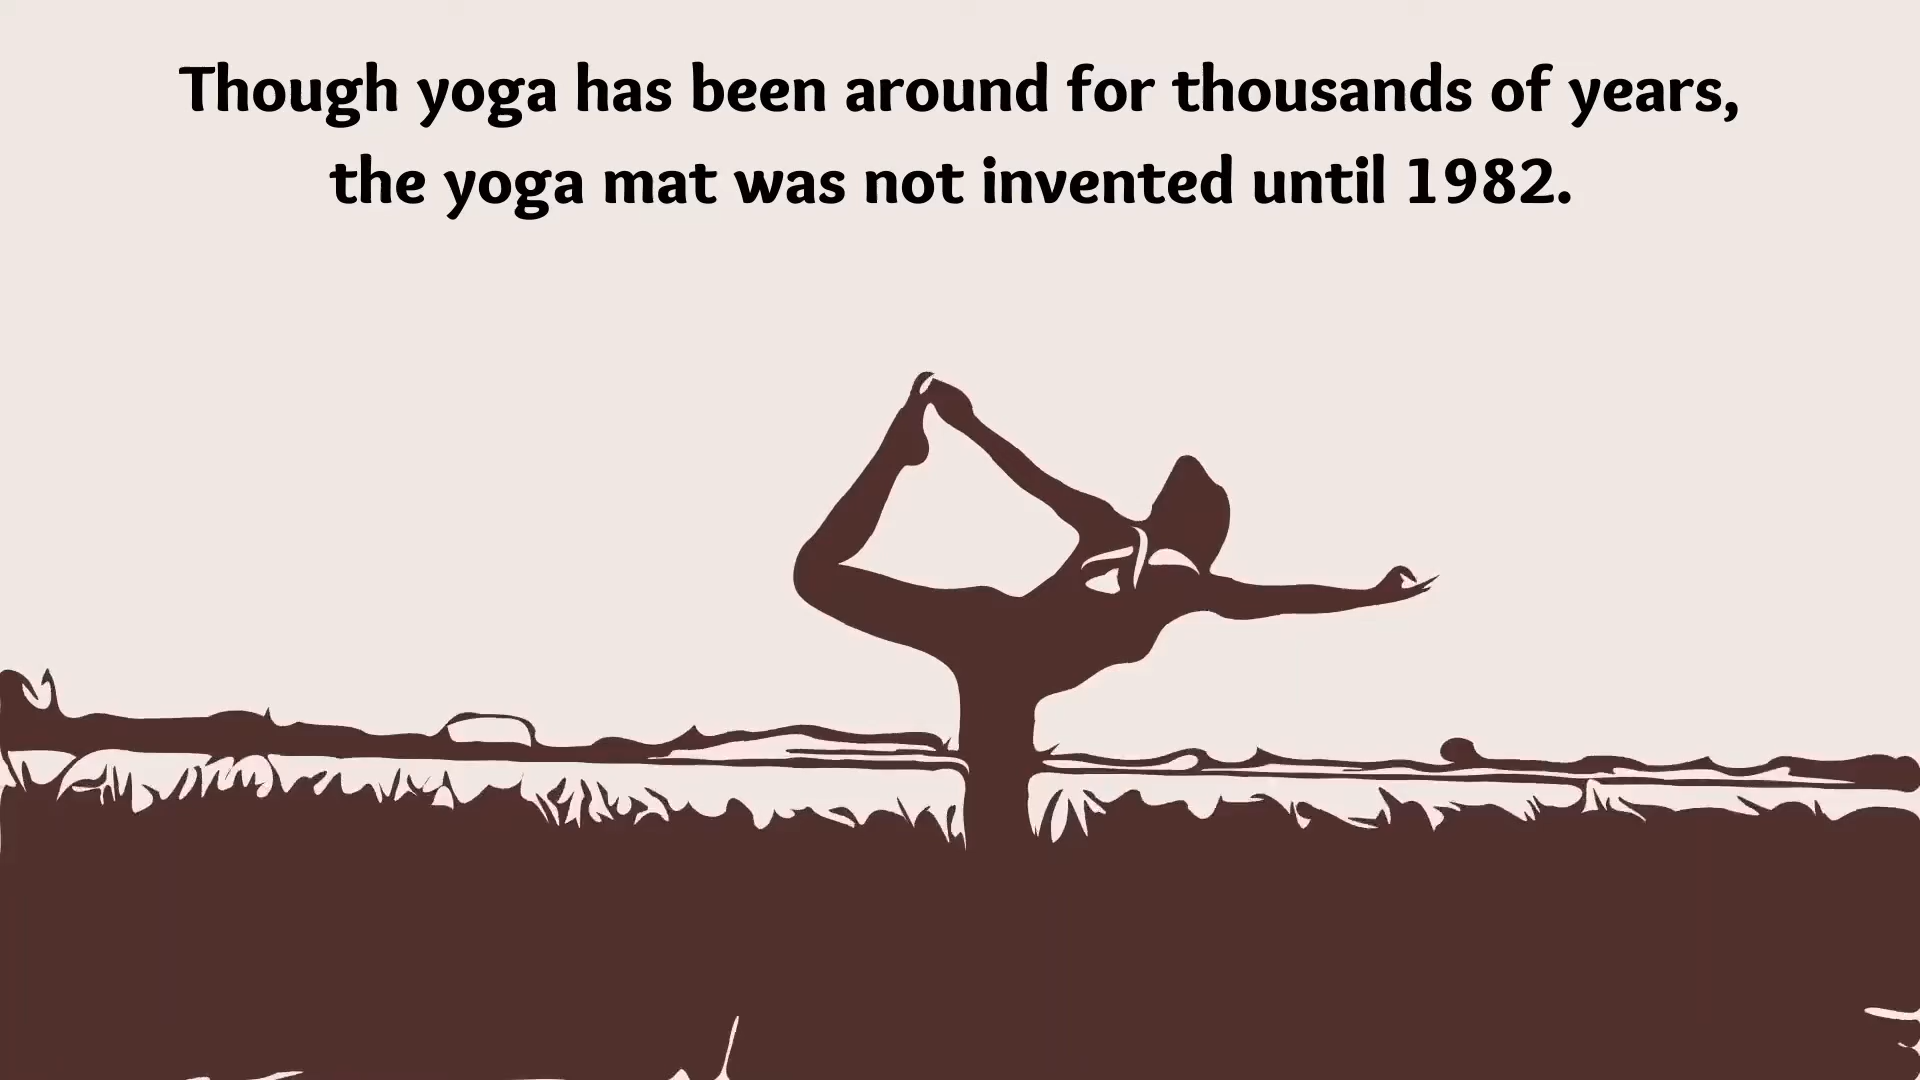 Though yoga has been around for thousands of years,
the yoga mat was not invented until 1982.